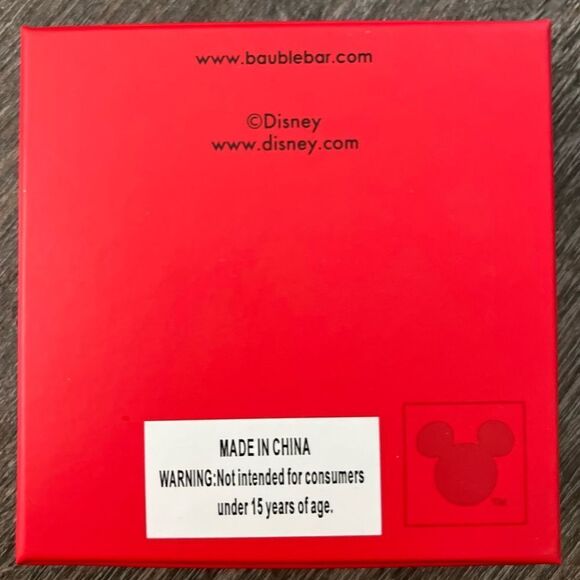 www.baublebar.com
©Disney
www.disney.com
MADE IN CHINA
WARNING:Not intended for consumers
under 15 years of age.